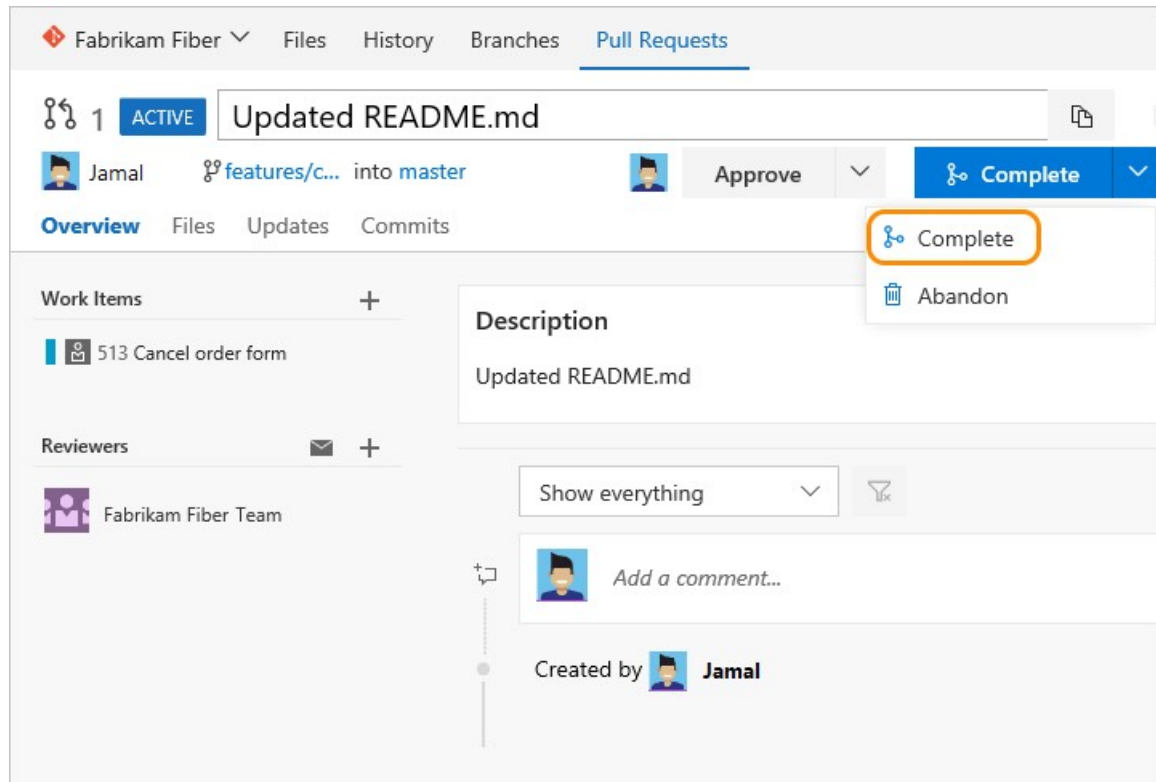 Fabrikam Fiber Files History Branches Pull Requests
1 ACTIVE Updated README.md
Jamal features/c... into master Approve Complete
Overview Files Updates Commits
Complete
Abandon
Work Items
513 Cancel order form
Reviewers
Fabrikam Fiber Team
Description
Updated README.md
Show everything
Add a comment...
Created by Jamal